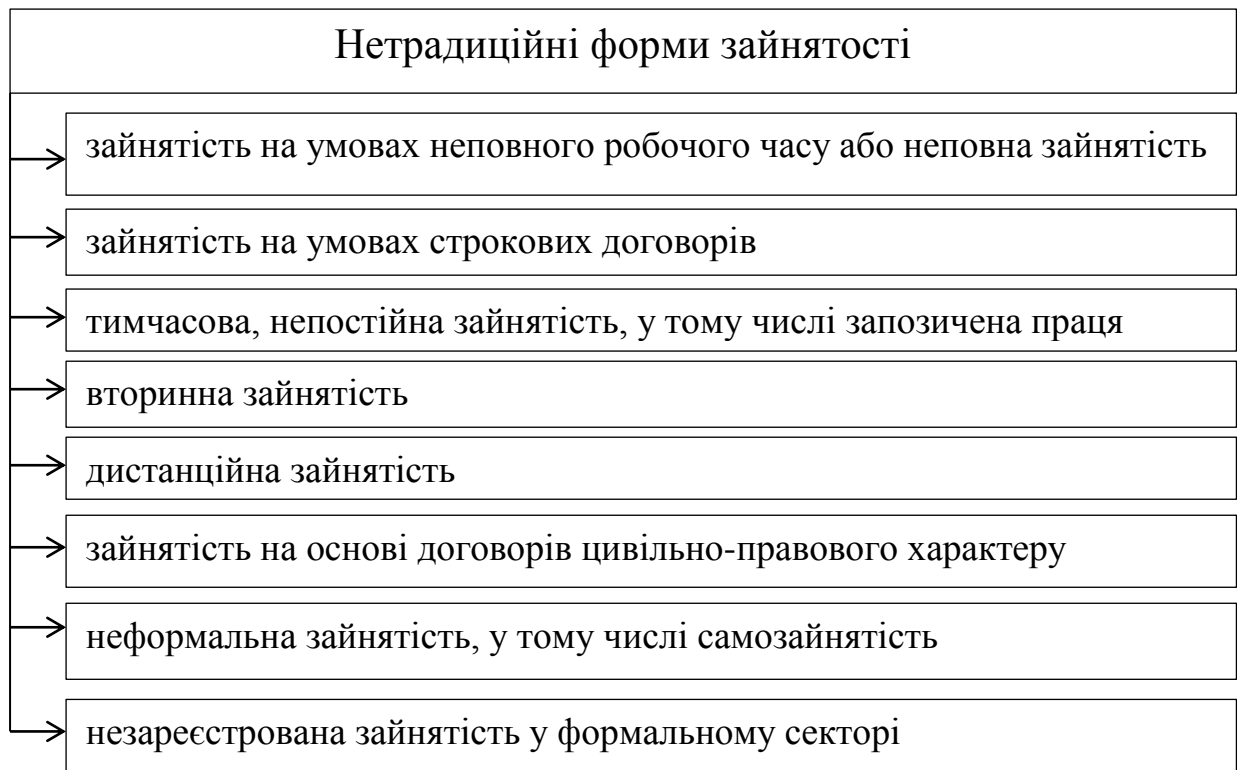 Нетрадиційні форми зайнятості
зайнятість на умовах неповного робочого часу або неповна зайнятість
зайнятість на умовах строкових договорів
тимчасова, непостійна зайнятість, у тому числі запозичена праця
вторинна зайнятість
дистанційна зайнятість
зайнятість на основі договорів цивільно-правового характеру
неформальна зайнятість, у тому числі самозайнятість
незареєстрована зайнятість у формальному секторі